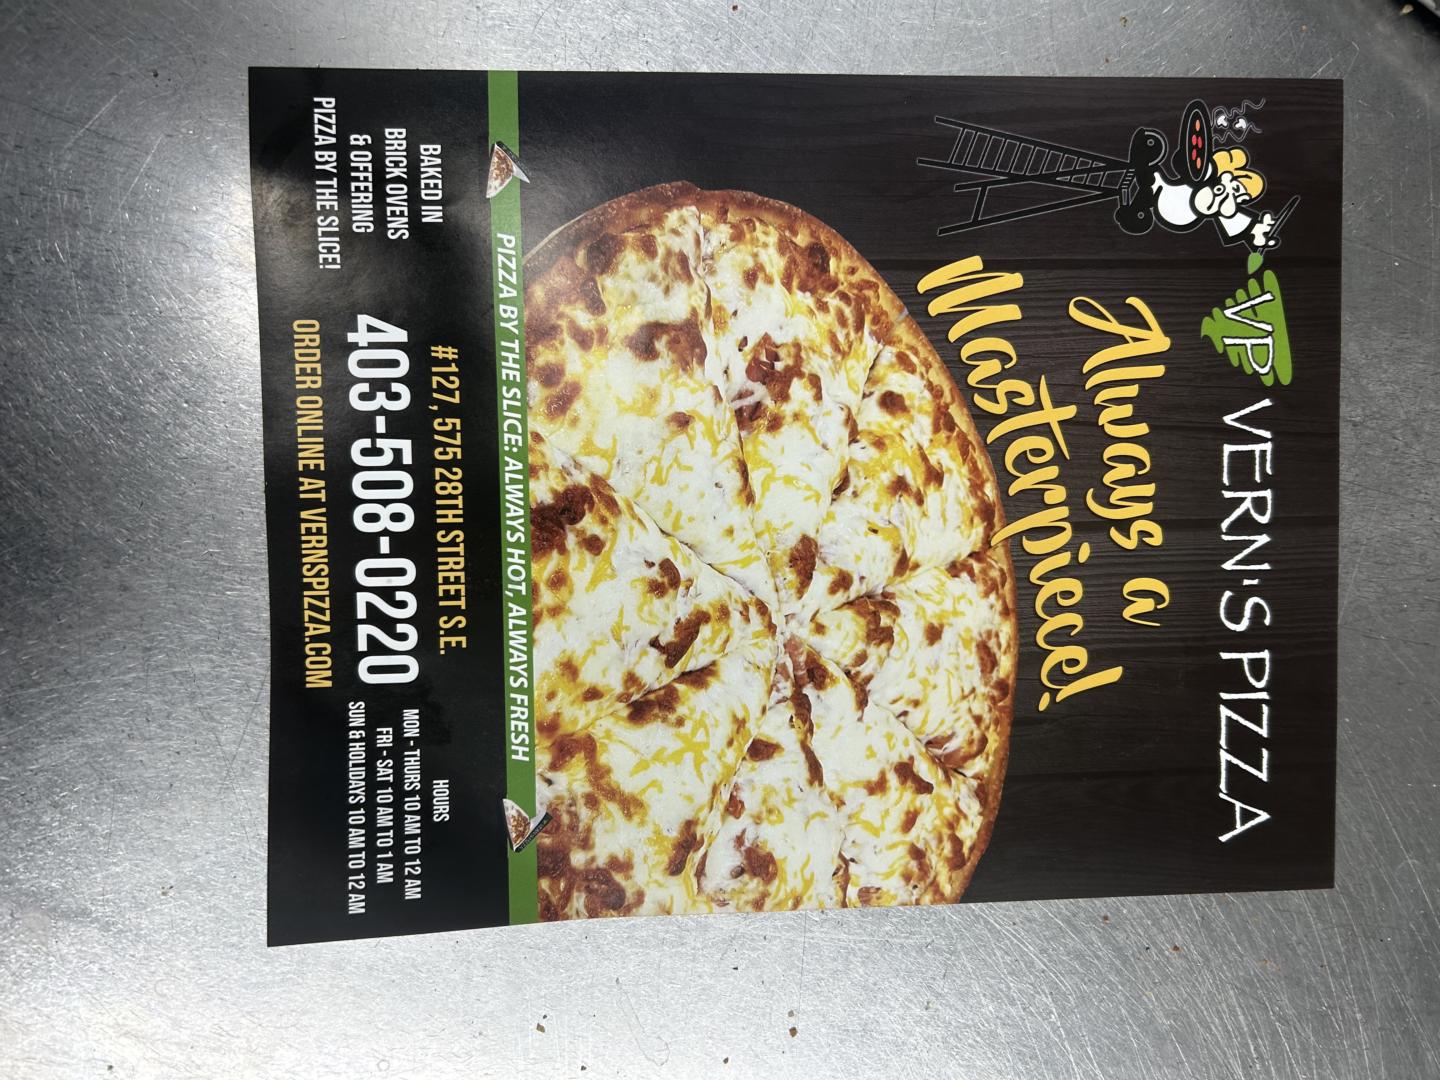 VP VERN'S PIZZA
Always a
Masterpiece!
PIZZA BY THE SLICE: ALWAYS HOT, ALWAYS FRESH
BAKED IN
BRICK OVENS
& OFFERING
PIZZA BY THE SLICE!
#127, 575 28TH STREET S.E.
403-508-0220
ORDER ONLINE AT VERNSPIZZA.COM
HOURS
MON - THURS 10 AM TO 12 AM
FRI - SAT 10 AM TO 1 AM
SUN & HOLIDAYS 10 AM TO 12 AM